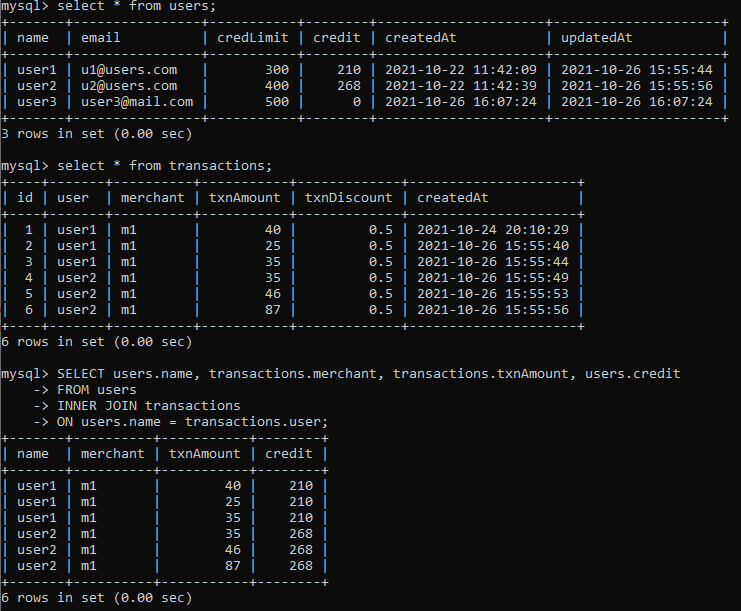 mysql> select * from users;
+-------+----------------+-----------+--------+---------------------+---------------------+
| name  | email          | credLimit | credit | createdAt           | updatedAt           |
+-------+----------------+-----------+--------+---------------------+---------------------+
| user1 | u1@users.com   |       300 |    210 | 2021-10-22 11:42:09 | 2021-10-26 15:55:44 |
| user2 | u2@users.com   |       400 |    268 | 2021-10-22 11:42:39 | 2021-10-26 15:55:56 |
| user3 | user3@mail.com |       500 |      0 | 2021-10-26 16:07:24 | 2021-10-26 16:07:24 |
+-------+----------------+-----------+--------+---------------------+---------------------+
3 rows in set (0.00 sec)

mysql> select * from transactions;
+----+-------+----------+-----------+-------------+---------------------+
| id | user  | merchant | txnAmount | txnDiscount | createdAt           |
+----+-------+----------+-----------+-------------+---------------------+
|  1 | user1 | m1       |        40 |         0.5 | 2021-10-24 20:10:29 |
|  2 | user1 | m1       |        25 |         0.5 | 2021-10-26 15:55:40 |
|  3 | user1 | m1       |        35 |         0.5 | 2021-10-26 15:55:44 |
|  4 | user2 | m1       |        35 |         0.5 | 2021-10-26 15:55:49 |
|  5 | user2 | m1       |        46 |         0.5 | 2021-10-26 15:55:53 |
|  6 | user2 | m1       |        87 |         0.5 | 2021-10-26 15:55:56 |
+----+-------+----------+-----------+-------------+---------------------+
6 rows in set (0.00 sec)

mysql> SELECT users.name, transactions.merchant, transactions.txnAmount, users.credit
    -> FROM users
    -> INNER JOIN transactions
    -> ON users.name = transactions.user;
+-------+----------+-----------+--------+
| name  | merchant | txnAmount | credit |
+-------+----------+-----------+--------+
| user1 | m1       |        40 |    210 |
| user1 | m1       |        25 |    210 |
| user1 | m1       |        35 |    210 |
| user2 | m1       |        35 |    268 |
| user2 | m1       |        46 |    268 |
| user2 | m1       |        87 |    268 |
+-------+----------+-----------+--------+
6 rows in set (0.00 sec)